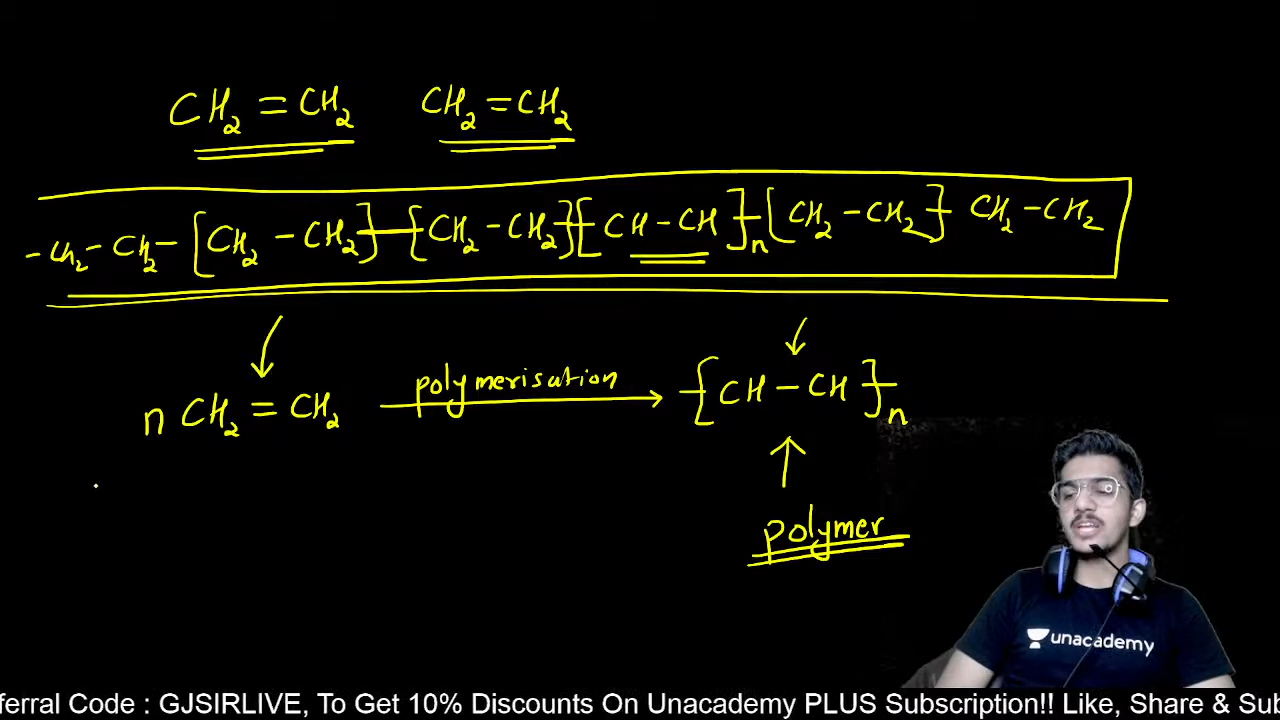 CH₂ = CH₂ CH₂ = CH₂
- CH₂ - CH₂ - [CH₂ - CH₂] - [CH₂ - CH₂] [CH - CH]n [CH₂ - CH₂] CH₂ - CH₂
n CH₂ = CH₂ polymerisation [CH - CH]n
polymer
unacademy
ferral Code : GJSIRLIVE, To Get 10% Discounts On Unacademy PLUS Subscription!! Like, Share & Sub